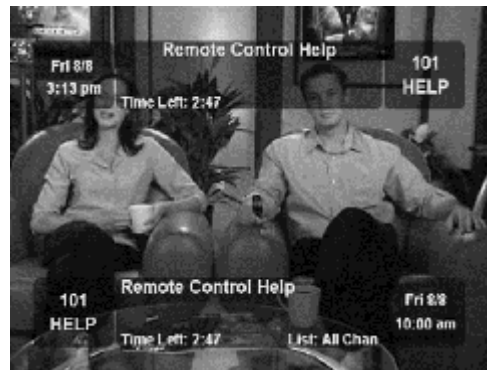 Remote Control Help
Fri 8/8
3:13 pm
Time Left: 2:47
101
HELP
101
HELP
Remote Control Help
Time Left: 2:47
List: All Chan
Fri 8/8
10:00 am